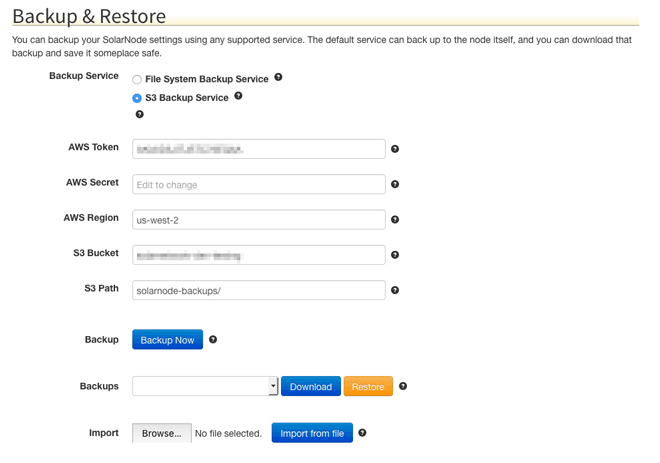 Backup & Restore
You can backup your SolarNode settings using any supported service. The default service can back up to the node itself, and you can download that
backup and save it someplace safe.
Backup Service
File System Backup Service ?
S3 Backup Service ?
?
AWS Token ?
AWS Secret Edit to change ?
AWS Region us-west-2 ?
S3 Bucket ?
S3 Path solarnode-backups/ ?
Backup Backup Now ?
Backups Download Restore ?
Import Browse... No file selected. Import from file ?